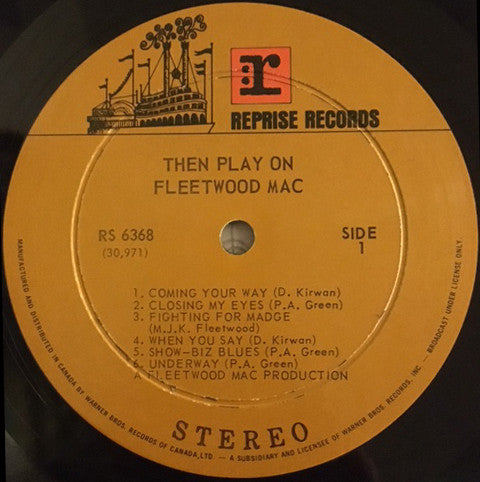 r
REPRISE RECORDS
THEN PLAY ON
FLEETWOOD MAC
RS 6368
(30,971)
SIDE
1
1. COMING YOUR WAY (D. Kirwan)
2. CLOSING MY EYES (P.A. Green)
3. FIGHTING FOR MADGE
(M.J.K. Fleetwood)
4. WHEN YOU SAY (D. Kirwan)
5. SHOW-BIZ BLUES (P.A. Green)
6. UNDERWAY (P.A. Green)
A FLEETWOOD MAC PRODUCTION
STEREO
MANUFACTURED AND DISTRIBUTED IN CANADA BY WARNER BROS. RECORDS OF CANADA, LTD — A SUBSIDIARY AND LICENSEE OF WARNER BROS. RECORDS, INC. — BROADCAST UNDER LICENSE ONLY.